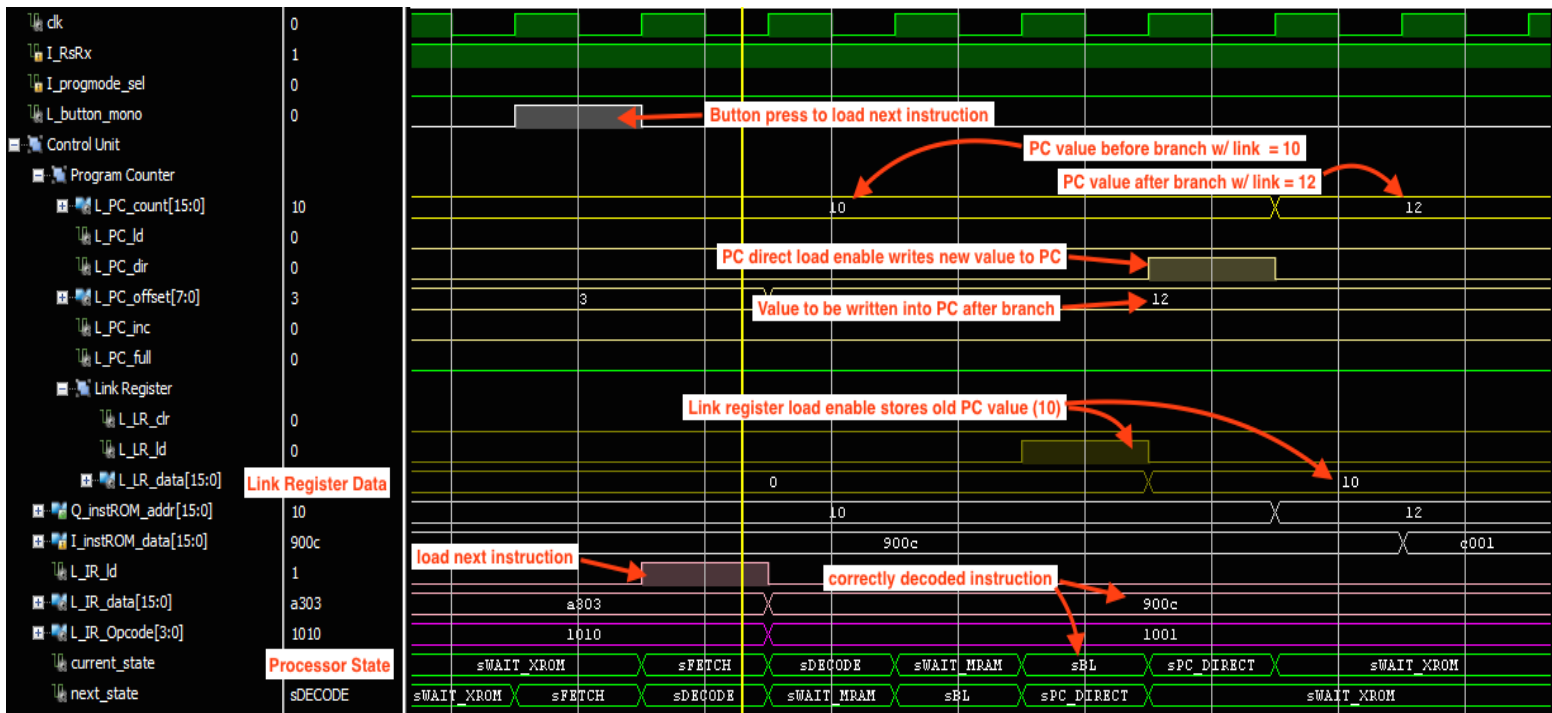 clk 0
I_RsRx 1
I_progmode_sel 0
L_button_mono 0 Button press to load next instruction
Control Unit PC value before branch w/ link = 10
Program Counter PC value after branch w/ link = 12
L_PC_count[15:0] 10 10 12
L_PC_ld 0
L_PC_dir 0 PC direct load enable writes new value to PC
L_PC_offset[7:0] 3 3 12
Value to be written into PC after branch
L_PC_inc 0
L_PC_full 0
Link Register
L_LR_clr 0 Link register load enable stores old PC value (10)
L_LR_ld 0
L_LR_data[15:0] Link Register Data 0 10
Q_instROM_addr[15:0] 10 10 12
I_instROM_data[15:0] 900c 900c c001
L_IR_ld 1 load next instruction correctly decoded instruction
L_IR_data[15:0] a303 a303 900c
L_IR_Opcode[3:0] 1010 1010 1001
current_state Processor State sWAIT_XROM sFETCH sDECODE sWAIT_MRAM sBL sPC_DIRECT sWAIT_XROM
next_state sDECODE sWAIT_XROM sFETCH sDECODE sWAIT_MRAM sBL sPC_DIRECT sWAIT_XROM